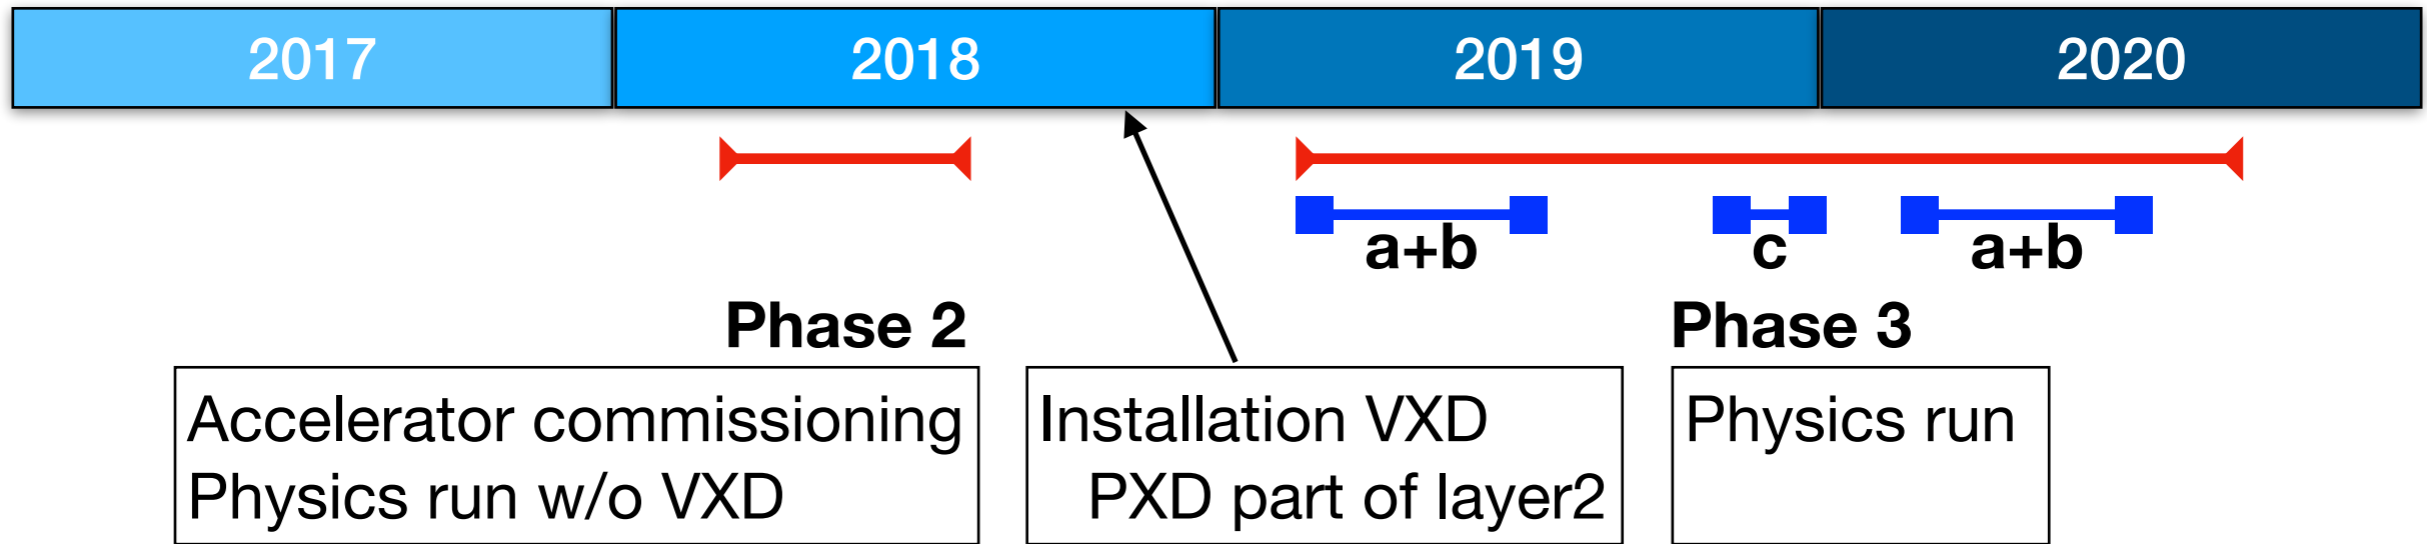 2017
2018
2019
2020
a+b
c
a+b
Phase 2
Phase 3
Accelerator commissioning
Physics run w/o VXD
Installation VXD
PXD part of layer2
Physics run